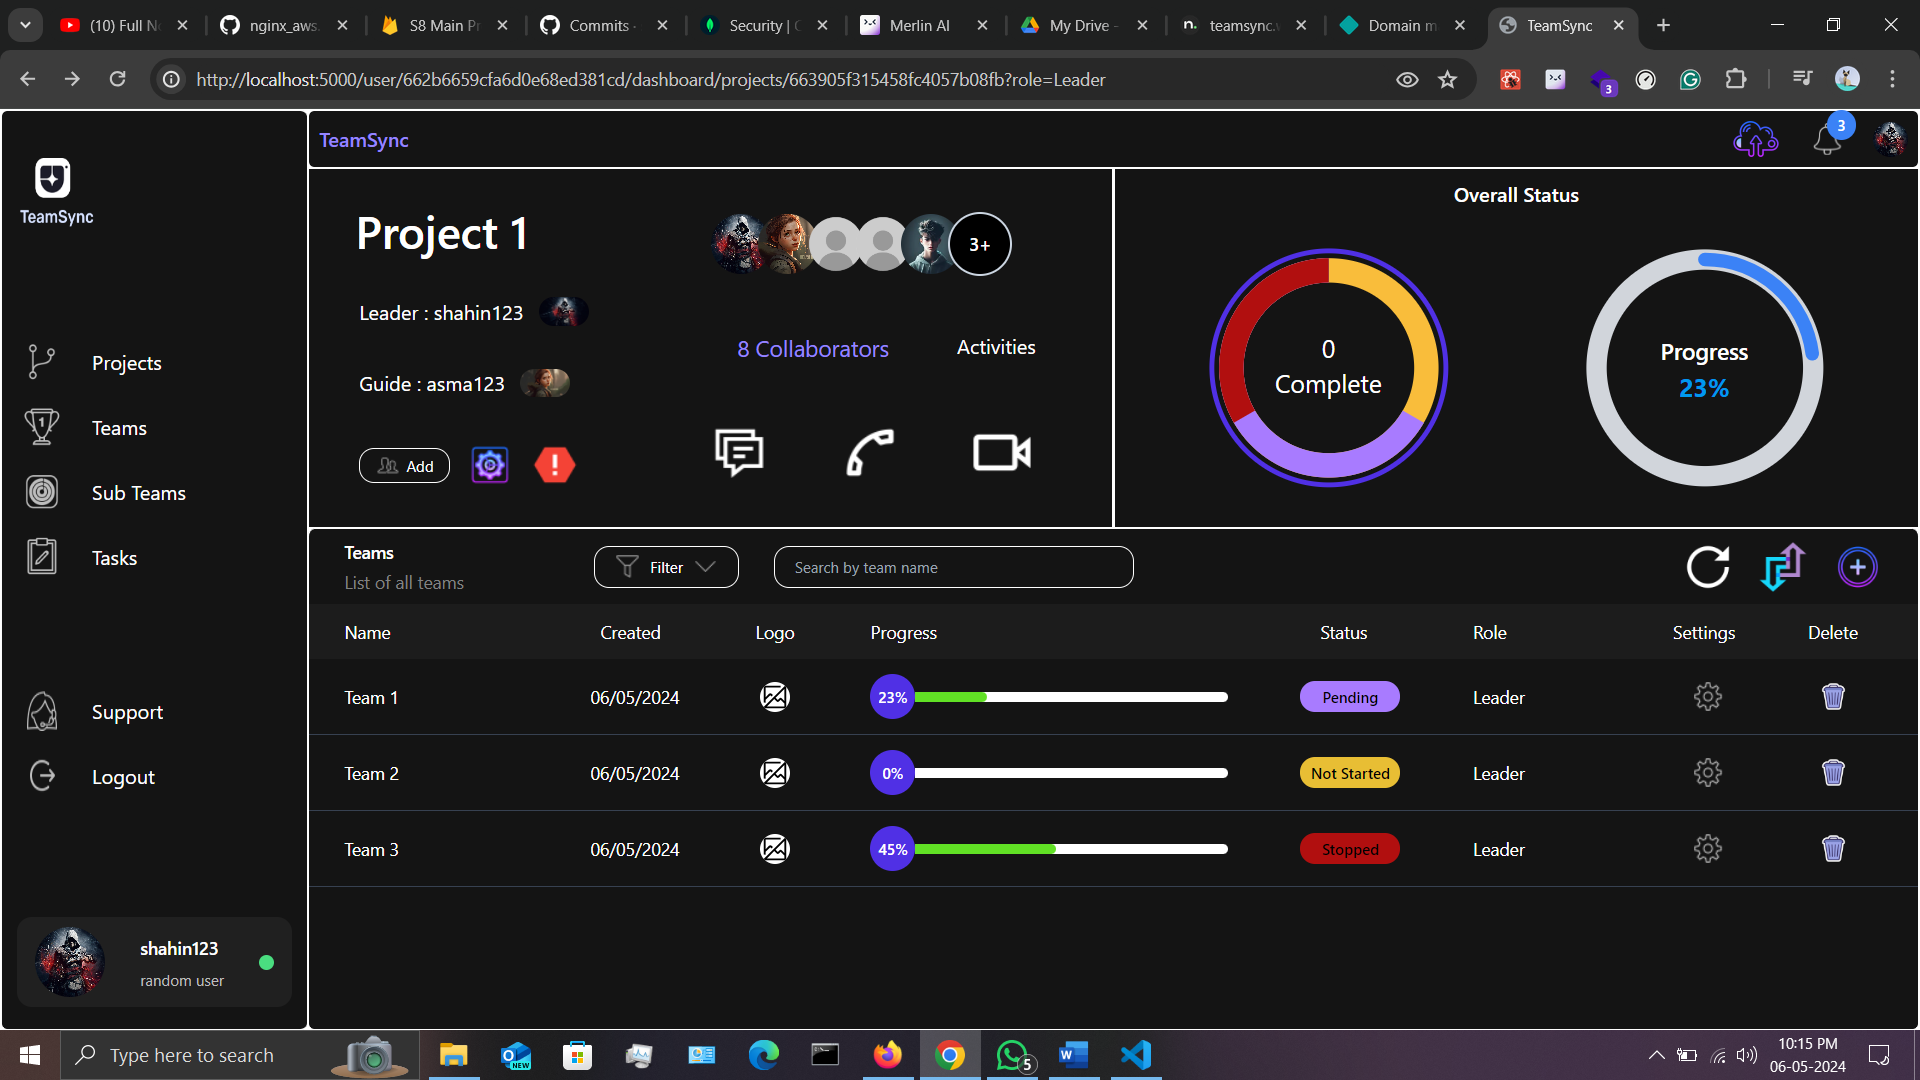 (10) Full N
nginx_aws.
S8 Main Pr
Commits ·
Security |
Merlin AI
My Drive -
teamsync.
Domain m
TeamSync
http://localhost:5000/user/662b6659cfa6d0e68ed381cd/dashboard/projects/663905f315458fc4057b08fb?role=Leader
3
TeamSync
Projects
Teams
Sub Teams
Tasks
Support
Logout
shahin123
random user
TeamSync
3
Project 1
3+
Leader : shahin123
8 Collaborators
Activities
Guide : asma123
Add
Overall Status
0
Complete
Progress
23%
Teams
List of all teams
Filter
Search by team name
Name Created Logo Progress Status Role Settings Delete
Team 1 06/05/2024 23% Pending Leader
Team 2 06/05/2024 0% Not Started Leader
Team 3 06/05/2024 45% Stopped Leader
Type here to search
NEW
5
10:15 PM
06-05-2024